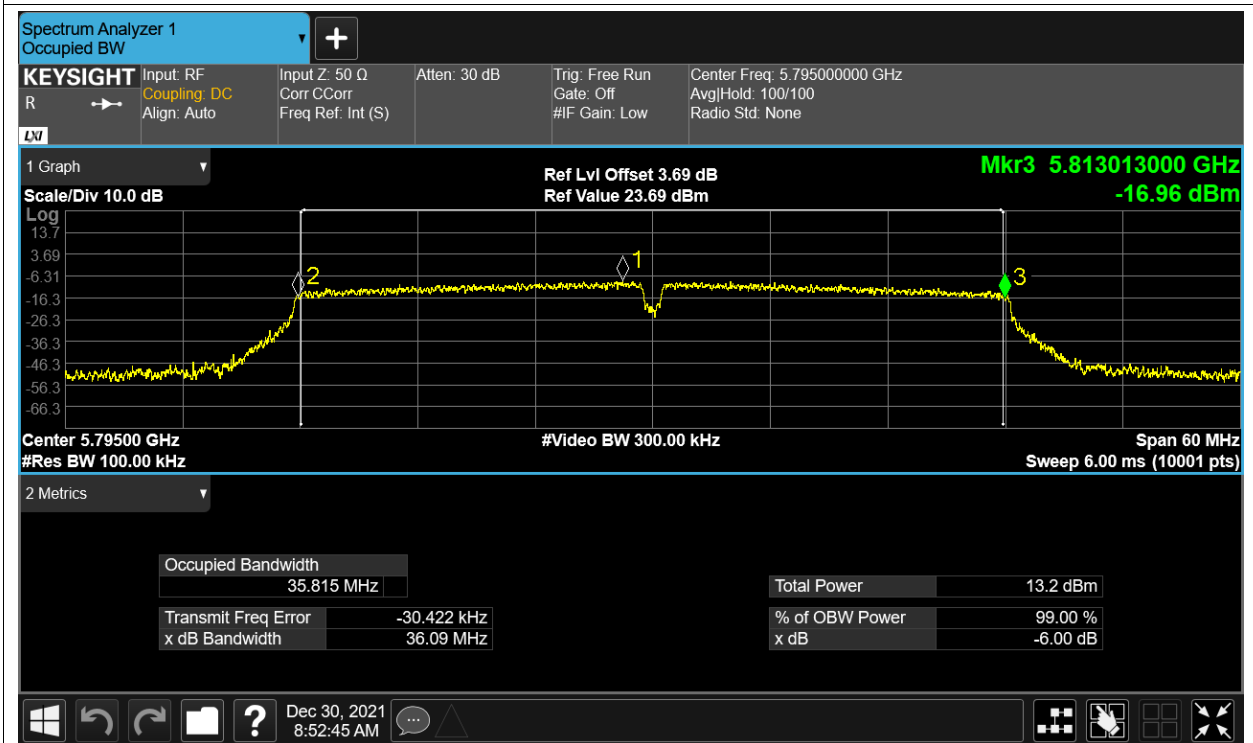 Spectrum Analyzer 1
Occupied BW
KEYSIGHT
R
LXI
Input: RF
Coupling: DC
Align: Auto
Input Z: 50 Ω
Corr CCorr
Freq Ref: Int (S)
Atten: 30 dB
Trig: Free Run
Gate: Off
#IF Gain: Low
Center Freq: 5.795000000 GHz
Avg|Hold: 100/100
Radio Std: None
1 Graph
Scale/Div 10.0 dB
Ref Lvl Offset 3.69 dB
Ref Value 23.69 dBm
Mkr3 5.813013000 GHz
-16.96 dBm
Log
13.7
3.69
-6.31
-16.3
-26.3
-36.3
-46.3
-56.3
-66.3
1
2
3
Center 5.79500 GHz
#Res BW 100.00 kHz
#Video BW 300.00 kHz
Span 60 MHz
Sweep 6.00 ms (10001 pts)
2 Metrics
Occupied Bandwidth
35.815 MHz
Transmit Freq Error -30.422 kHz
x dB Bandwidth 36.09 MHz
Total Power 13.2 dBm
% of OBW Power 99.00 %
x dB -6.00 dB
?
Dec 30, 2021
8:52:45 AM